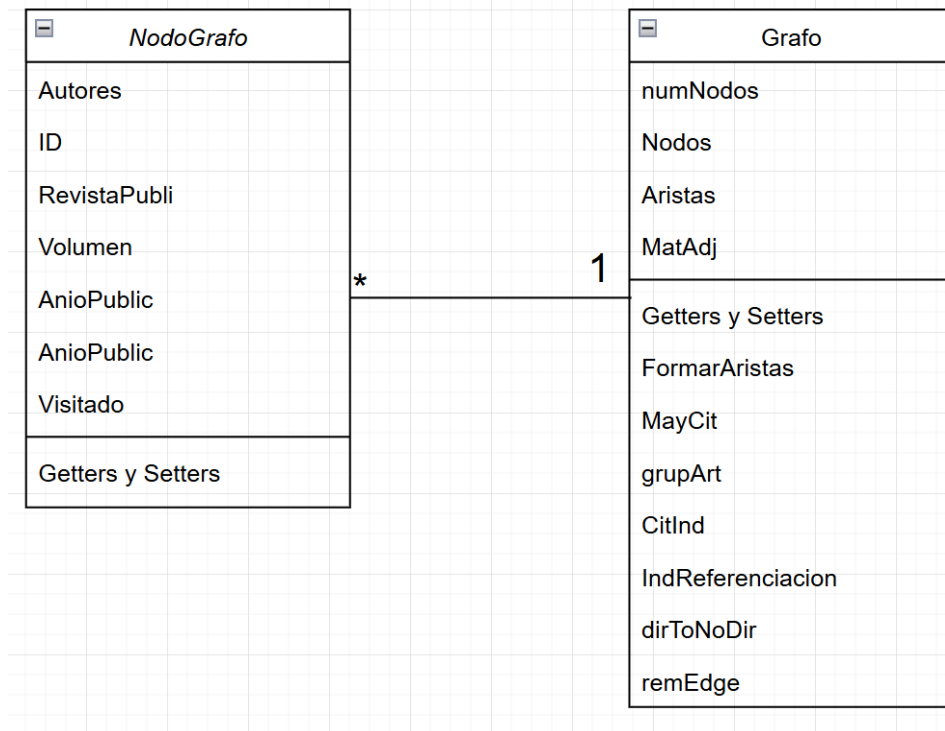 NodoGrafo
Autores
ID
RevistaPubli
Volumen
AnioPublic
AnioPublic
Visitado
Getters y Setters
*
1
Grafo
numNodos
Nodos
Aristas
MatAdj
Getters y Setters
FormarAristas
MayCit
grupArt
CitInd
IndReferenciacion
dirToNoDir
remEdge